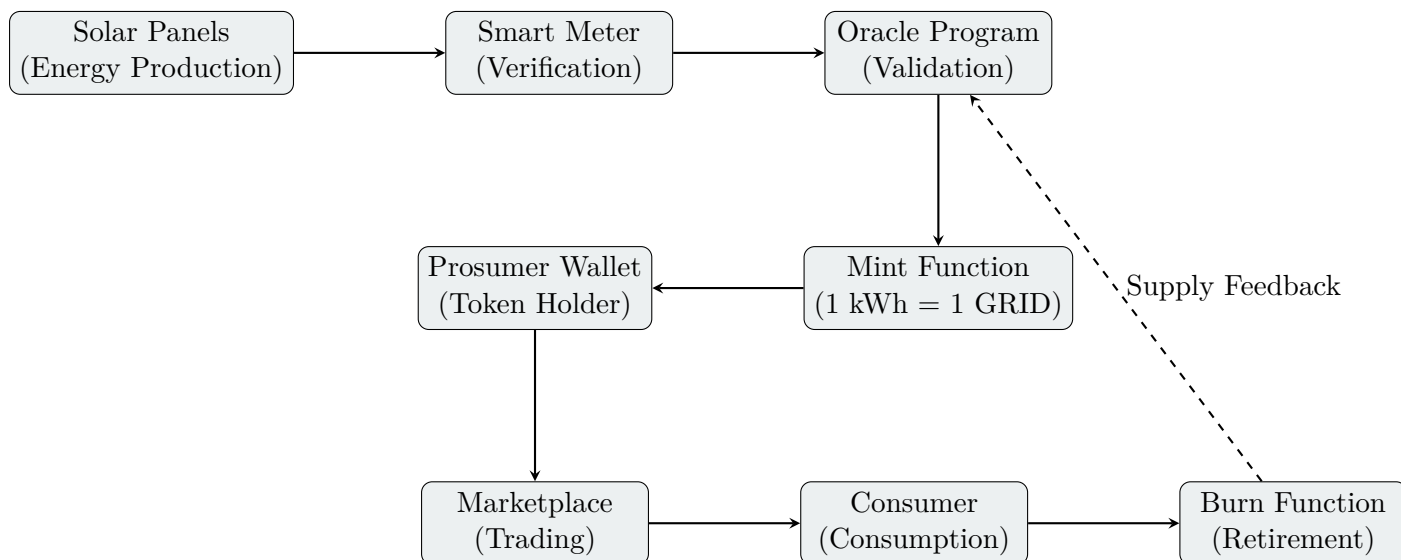 Solar Panels
(Energy Production)
Smart Meter
(Verification)
Oracle Program
(Validation)
Prosumer Wallet
(Token Holder)
Mint Function
(1 kWh = 1 GRID)
Supply Feedback
Marketplace
(Trading)
Consumer
(Consumption)
Burn Function
(Retirement)